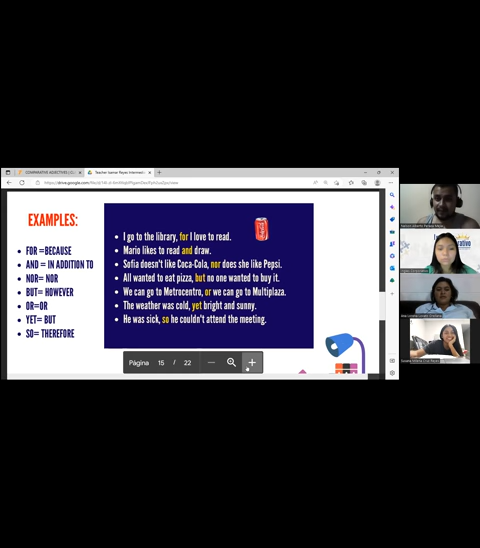 COMPARATIVE ADJECTIVES
EXAMPLES:
FOR =BECAUSE
AND = IN ADDITION TO
NOR= NOR
BUT= HOWEVER
OR=OR
YET= BUT
SO= THEREFORE
I go to the library, for I love to read.
Mario likes to read and draw.
Sofia doesn't like Coca-Cola, nor does she like Pepsi.
All wanted to eat pizza, but no one wanted to buy it.
We can go to Metrocentro, or we can go to Multiplaza.
The weather was cold, yet bright and sunny.
He was sick, so he couldn't attend the meeting.
Página 15 / 22